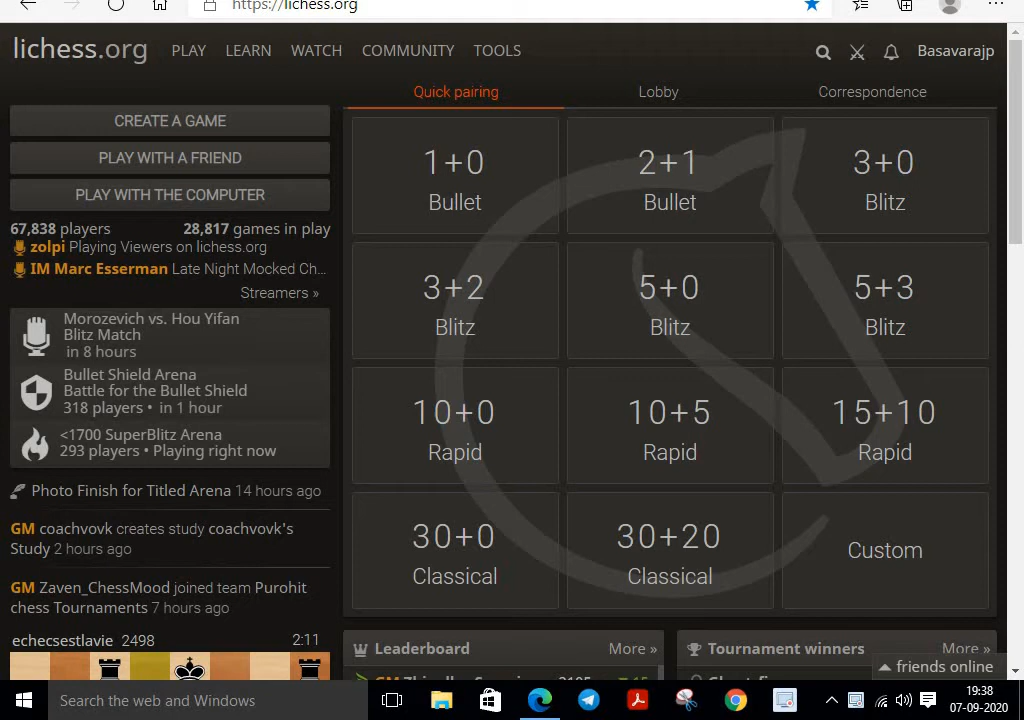 https://lichess.org
lichess.org PLAY LEARN WATCH COMMUNITY TOOLS Basavarajp
Quick pairing Lobby Correspondence
CREATE A GAME
PLAY WITH A FRIEND
PLAY WITH THE COMPUTER
67,838 players 28,817 games in play
zolpi Playing Viewers on lichess.org
IM Marc Esserman Late Night Mocked Ch...
Streamers »
Morozevich vs. Hou Yifan
Blitz Match
in 8 hours
Bullet Shield Arena
Battle for the Bullet Shield
318 players • in 1 hour
<1700 SuperBlitz Arena
293 players • Playing right now
Photo Finish for Titled Arena 14 hours ago
GM coachvovk creates study coachvovk's
Study 2 hours ago
GM Zaven_ChessMood joined team Purohit
chess Tournaments 7 hours ago
echecsestlavie 2498 2:11
1+0
Bullet
2+1
Bullet
3+0
Blitz
3+2
Blitz
5+0
Blitz
5+3
Blitz
10+0
Rapid
10+5
Rapid
15+10
Rapid
30+0
Classical
30+20
Classical
Custom
Leaderboard More »
Tournament winners More »
friends online
Search the web and Windows
19:38
07-09-2020